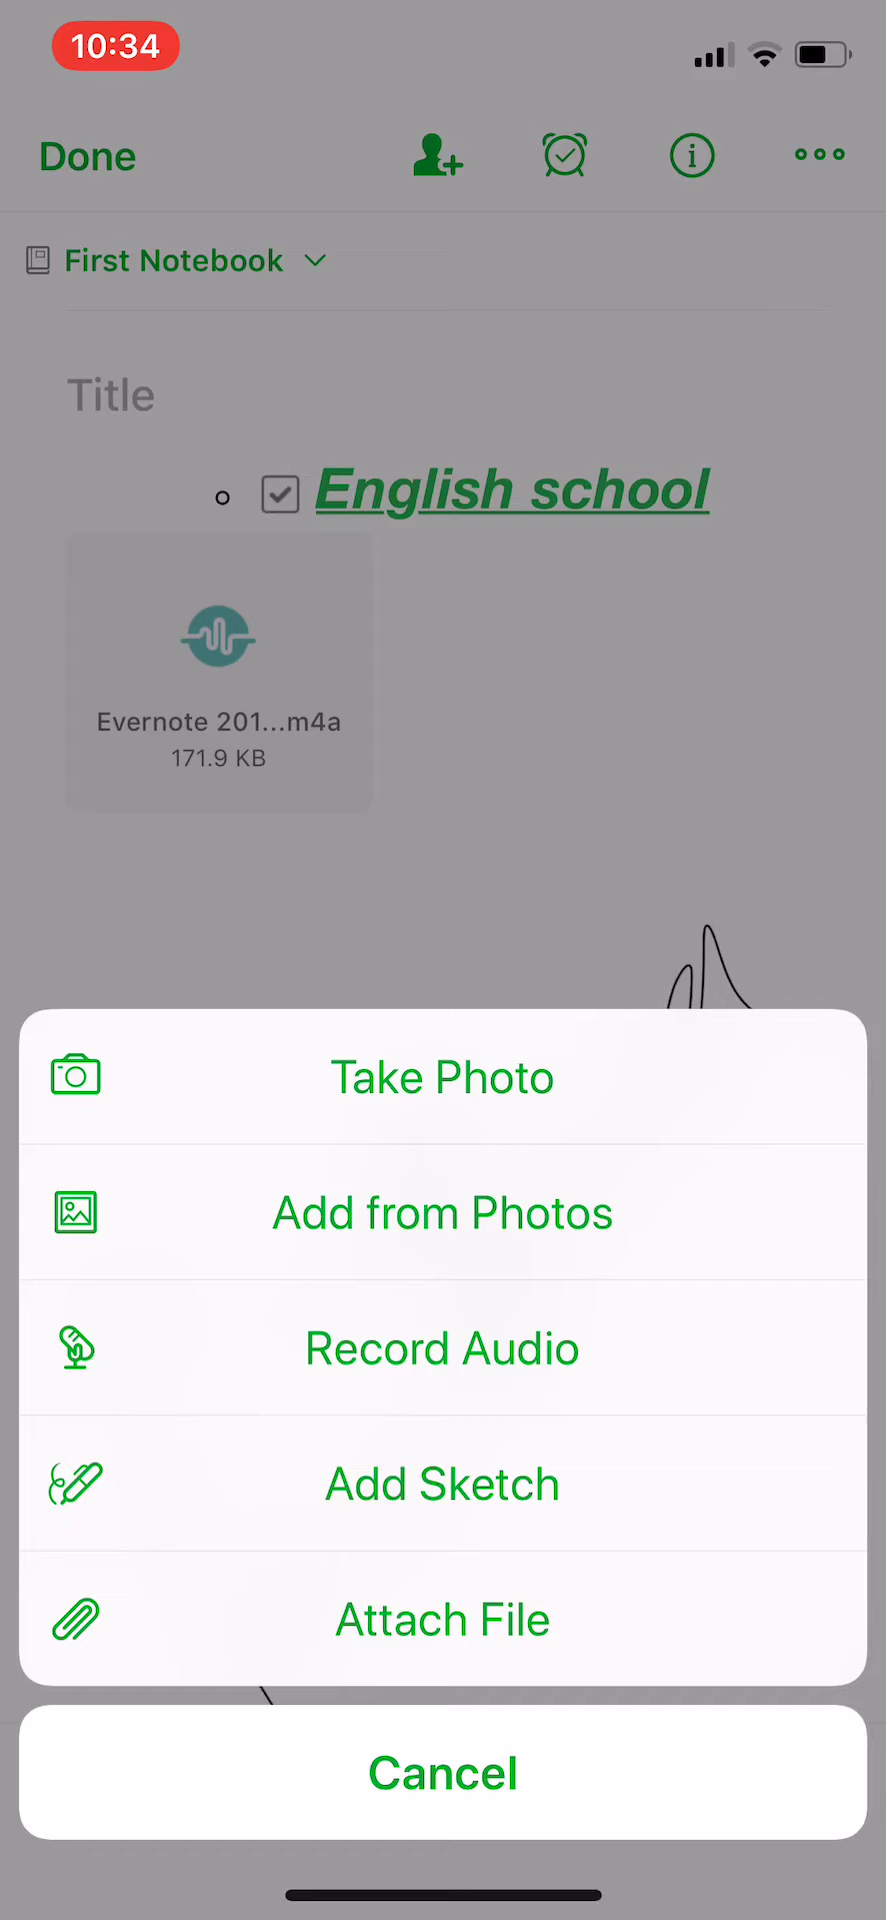 10:34
Done
First Notebook
Title
English school
Evernote 201...m4a
171.9 KB
Take Photo
Add from Photos
Record Audio
Add Sketch
Attach File
Cancel